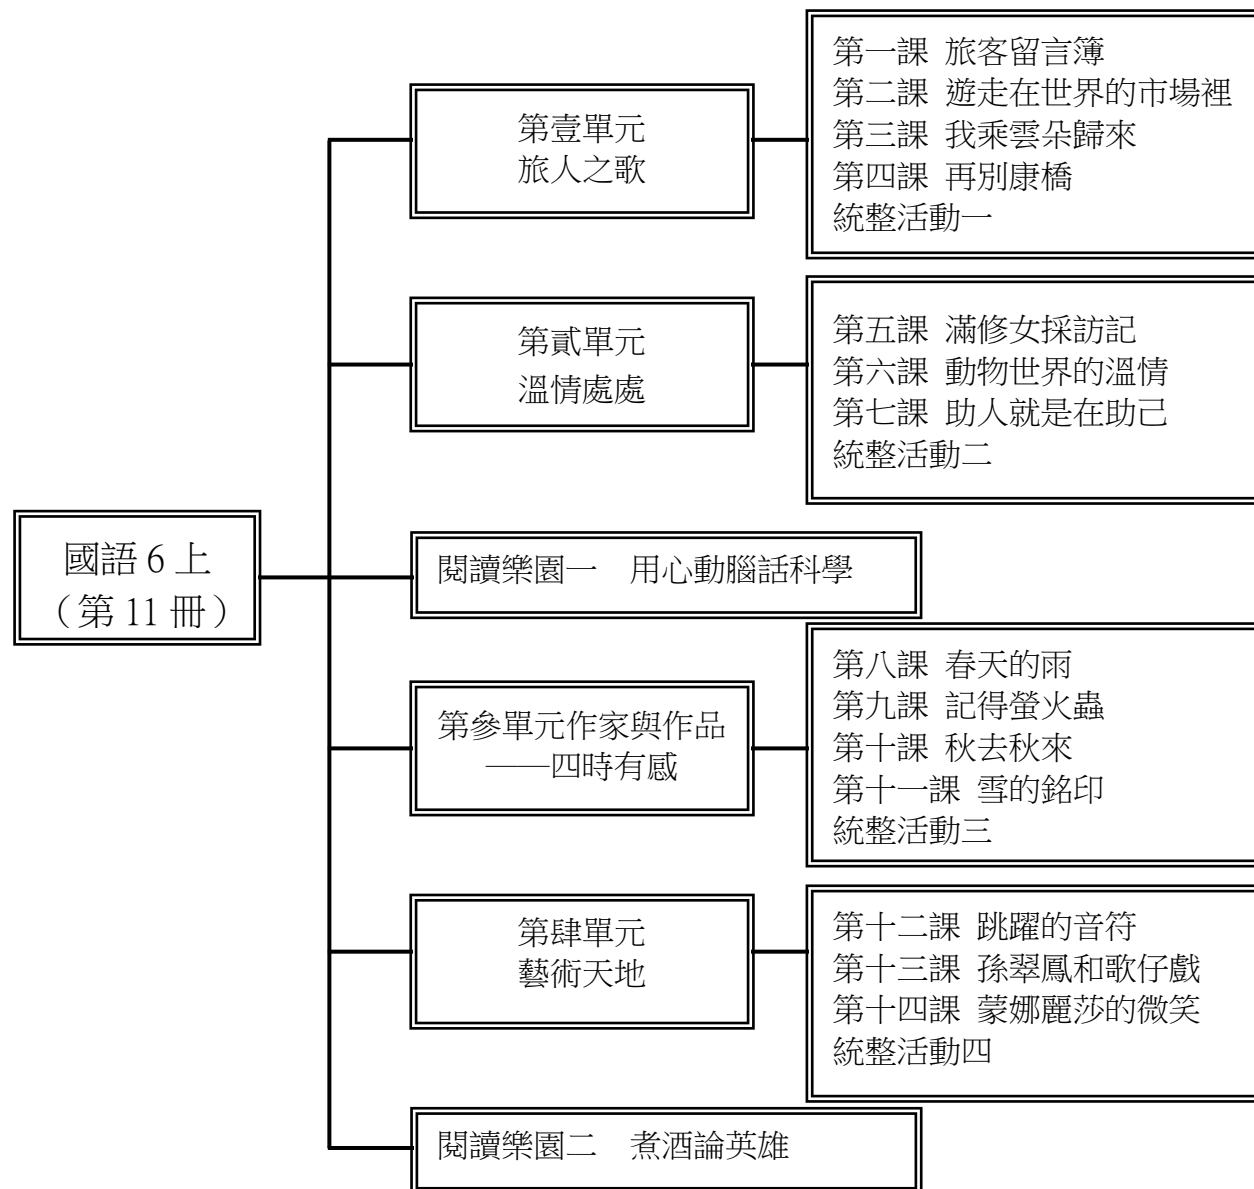 國語 6 上
（第 11 冊）
第壹單元
旅人之歌
第一課 旅客留言簿
第二課 遊走在世界的市場裡
第三課 我乘雲朵歸來
第四課 再別康橋
統整活動一
第貳單元
溫情處處
第五課 滿修女採訪記
第六課 動物世界的溫情
第七課 助人就是在助己
統整活動二
閱讀樂園一　用心動腦話科學
第參單元作家與作品
──四時有感
第八課 春天的雨
第九課 記得螢火蟲
第十課 秋去秋來
第十一課 雪的銘印
統整活動三
第肆單元
藝術天地
第十二課 跳躍的音符
第十三課 孫翠鳳和歌仔戲
第十四課 蒙娜麗莎的微笑
統整活動四
閱讀樂園二　煮酒論英雄